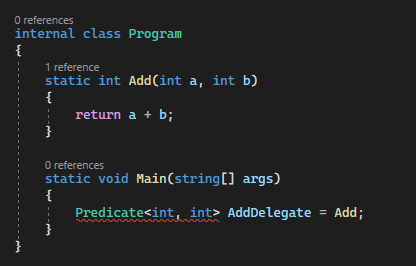 0 references
internal class Program
{
1 reference
static int Add(int a, int b)
{
return a + b;
}
0 references
static void Main(string[] args)
{
Predicate<int, int> AddDelegate = Add;
}
}